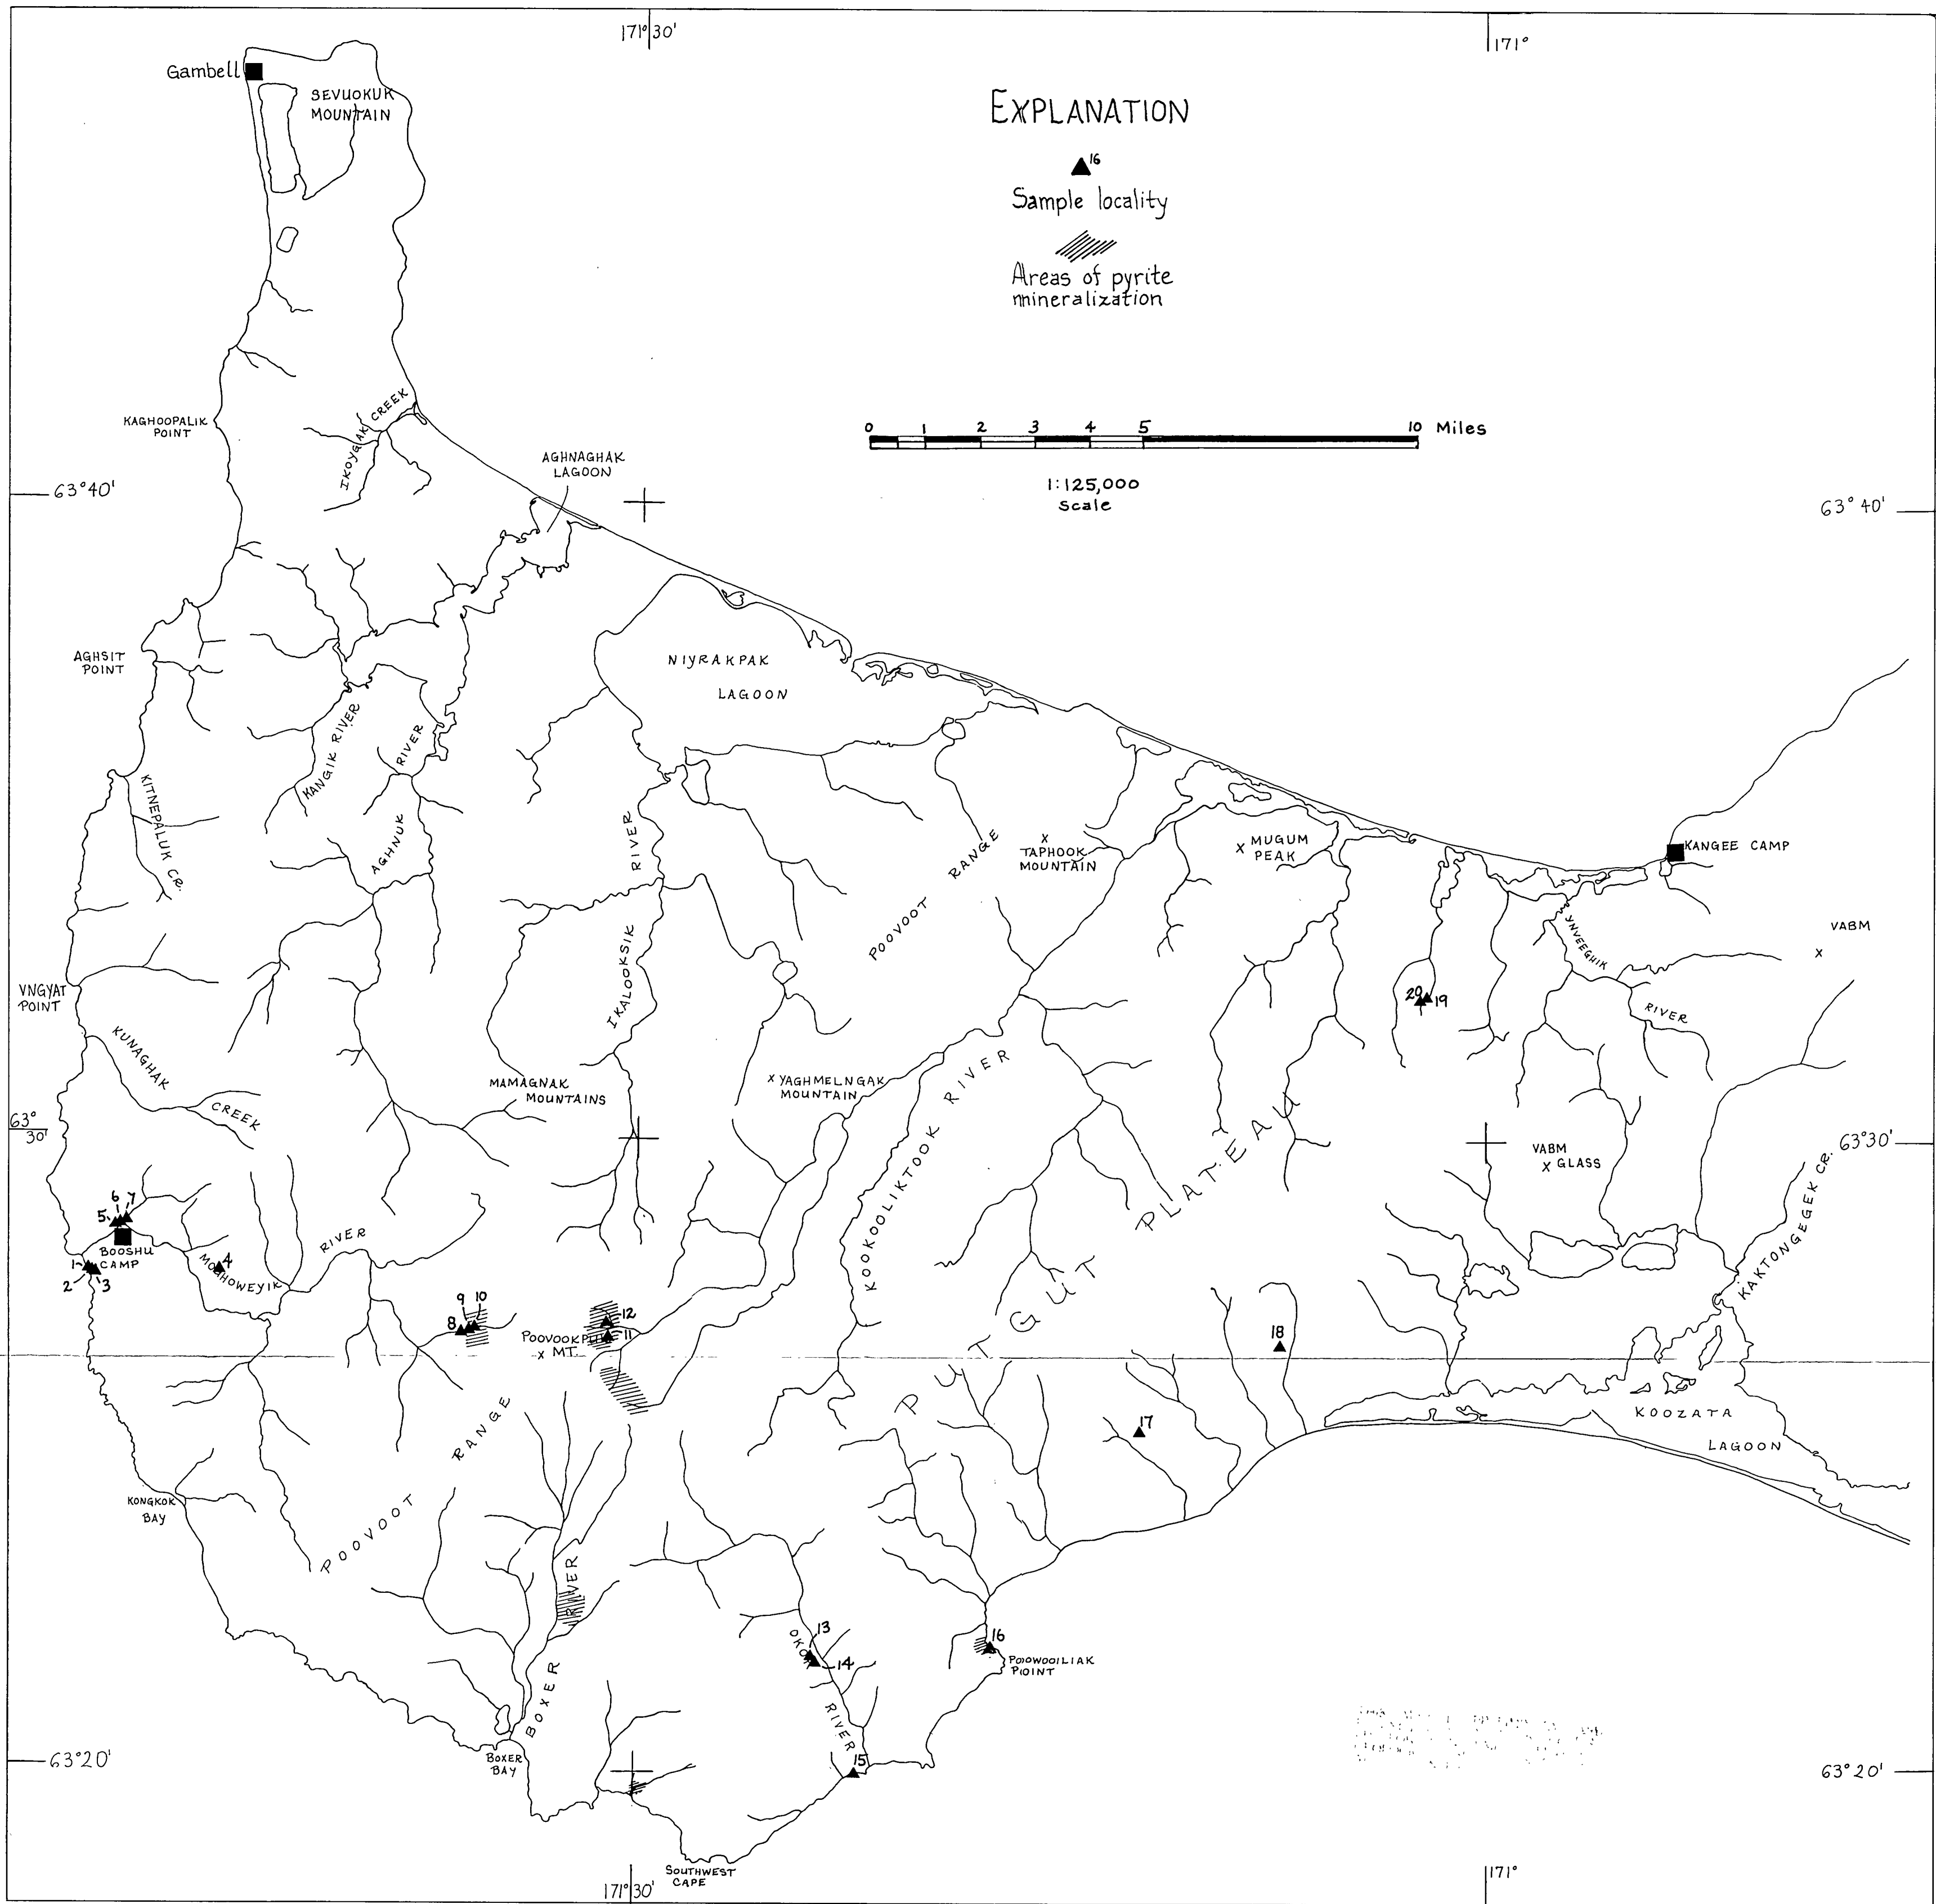 171°30'
171°
Gambell
SEVUOKUK
MOUNTAIN
EXPLANATION
16
Sample locality
Areas of pyrite
mineralization
KAGHOOPALIK
POINT
IKOYGAK CREEK
AGHNAGHAK
LAGOON
0 1 2 3 4 5 10 Miles
1:125,000
Scale
63°40'
63°40'
AGHSIT
POINT
NIYRAKPAK
LAGOON
KANGIK RIVER
AGHNUK RIVER
KITNEPALUK CR.
IKALOOKSIK RIVER
POOVOOT RANGE
X
TAPHOOK
MOUNTAIN
X MUGUM
PEAK
KANGEE CAMP
YNVEEGHIK
RIVER
VABM
X
VNGYAT
POINT
20 19
KUNAGHAK
CREEK
MAMAGNAK
MOUNTAINS
X YAGHMELNGAK
MOUNTAIN
KOOKOOLIKTOOK RIVER
63°
30'
VABM
X GLASS
63°30'
PUTGUT PLATEAU
KAKTONGEGEK CR.
6 7
5
BOOSHU
CAMP
1
2 3
4
MOGHOWEYIK
RIVER
9 10
8
12
11
POOVOOKPUK
X MT.
18
17
KOOZATA
LAGOON
KONGKOK
BAY
POOVOOT RANGE
BOXER RIVER
13
14
OKOK
RIVER
16
POOWOOILIAK
POINT
15
63°20'
63°20'
BOXER
BAY
SOUTHWEST
CAPE
171°30'
171°